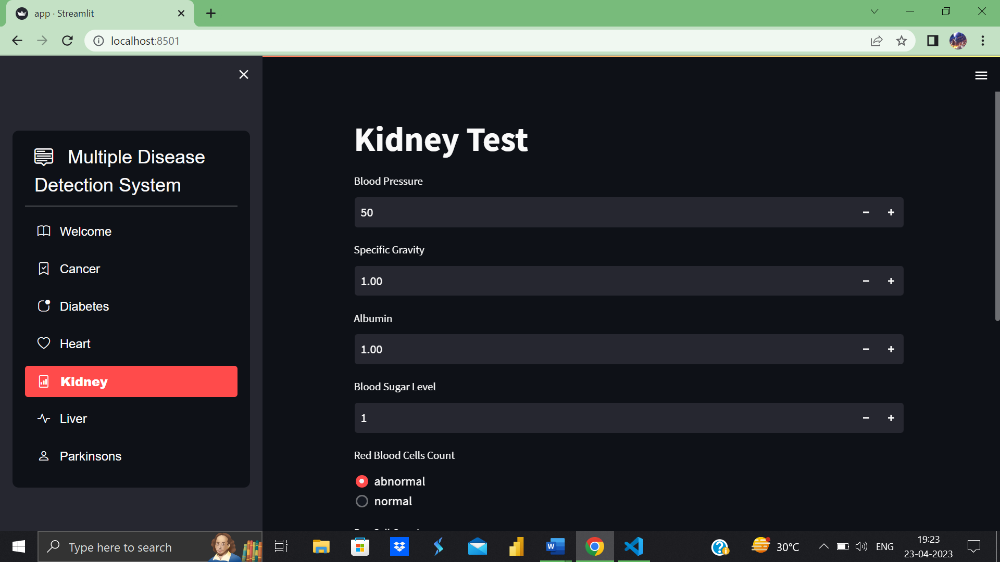 app · Streamlit
localhost:8501
Multiple Disease
Detection System
Welcome
Cancer
Diabetes
Heart
Kidney
Liver
Parkinsons
Kidney Test
Blood Pressure
50
Specific Gravity
1.00
Albumin
1.00
Blood Sugar Level
1
Red Blood Cells Count
abnormal
normal
Type here to search
30°C
ENG
19:23
23-04-2023